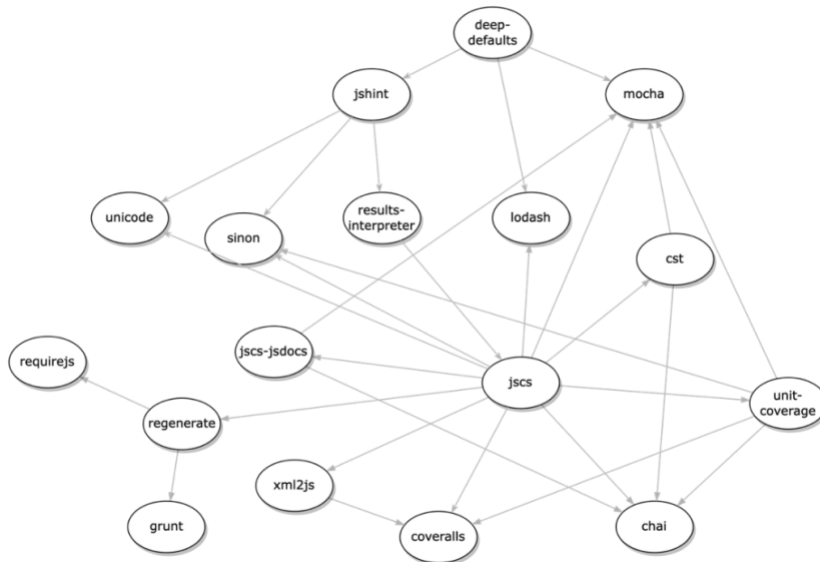 deep-
defaults
jshint
mocha
unicode
sinon
results-
interpreter
lodash
cst
requirejs
jscs-jsdocs
jscs
unit-
coverage
regenerate
xml2js
grunt
coveralls
chai